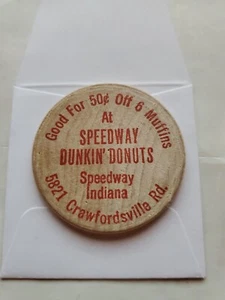 Good For 50¢ Off 6 Muffins
At
SPEEDWAY
DUNKIN' DONUTS
Speedway
Indiana
5821 Crawfordsville Rd.